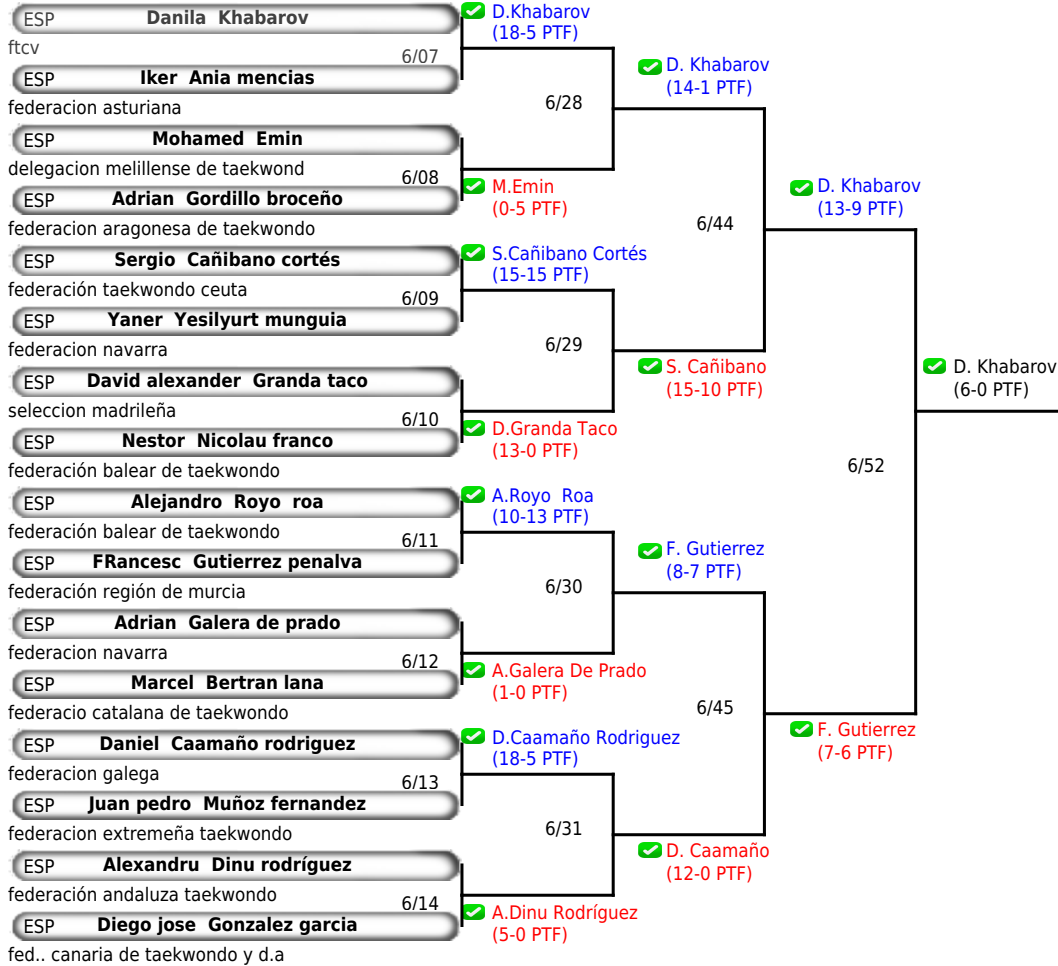 ESP Danila Khabarov
ftcv
6/07
ESP Iker Ania mencias
federacion asturiana
ESP Mohamed Emin
delegacion melillense de taekwond
6/08
ESP Adrian Gordillo broceño
federacion aragonesa de taekwondo
ESP Sergio Cañibano cortés
federación taekwondo ceuta
6/09
ESP Yaner Yesilyurt munguia
federacion navarra
ESP David alexander Granda taco
seleccion madrileña
6/10
ESP Nestor Nicolau franco
federación balear de taekwondo
ESP Alejandro Royo roa
federación balear de taekwondo
6/11
ESP FRancesc Gutierrez penalva
federación región de murcia
ESP Adrian Galera de prado
federacion navarra
6/12
ESP Marcel Bertran lana
federacio catalana de taekwondo
ESP Daniel Caamaño rodriguez
federacion galega
6/13
ESP Juan pedro Muñoz fernandez
federacion extremeña taekwondo
ESP Alexandru Dinu rodríguez
federación andaluza taekwondo
6/14
ESP Diego jose Gonzalez garcia
fed.. canaria de taekwondo y d.a
D.Khabarov
(18-5 PTF)
6/28
M.Emin
(0-5 PTF)
S.Cañibano Cortés
(15-15 PTF)
6/29
D.Granda Taco
(13-0 PTF)
A.Royo Roa
(10-13 PTF)
6/30
A.Galera De Prado
(1-0 PTF)
D.Caamaño Rodriguez
(18-5 PTF)
6/31
A.Dinu Rodríguez
(5-0 PTF)
D. Khabarov
(14-1 PTF)
6/44
S. Cañibano
(15-10 PTF)
F. Gutierrez
(8-7 PTF)
6/45
D. Caamaño
(12-0 PTF)
D. Khabarov
(13-9 PTF)
6/52
F. Gutierrez
(7-6 PTF)
D. Khabarov
(6-0 PTF)